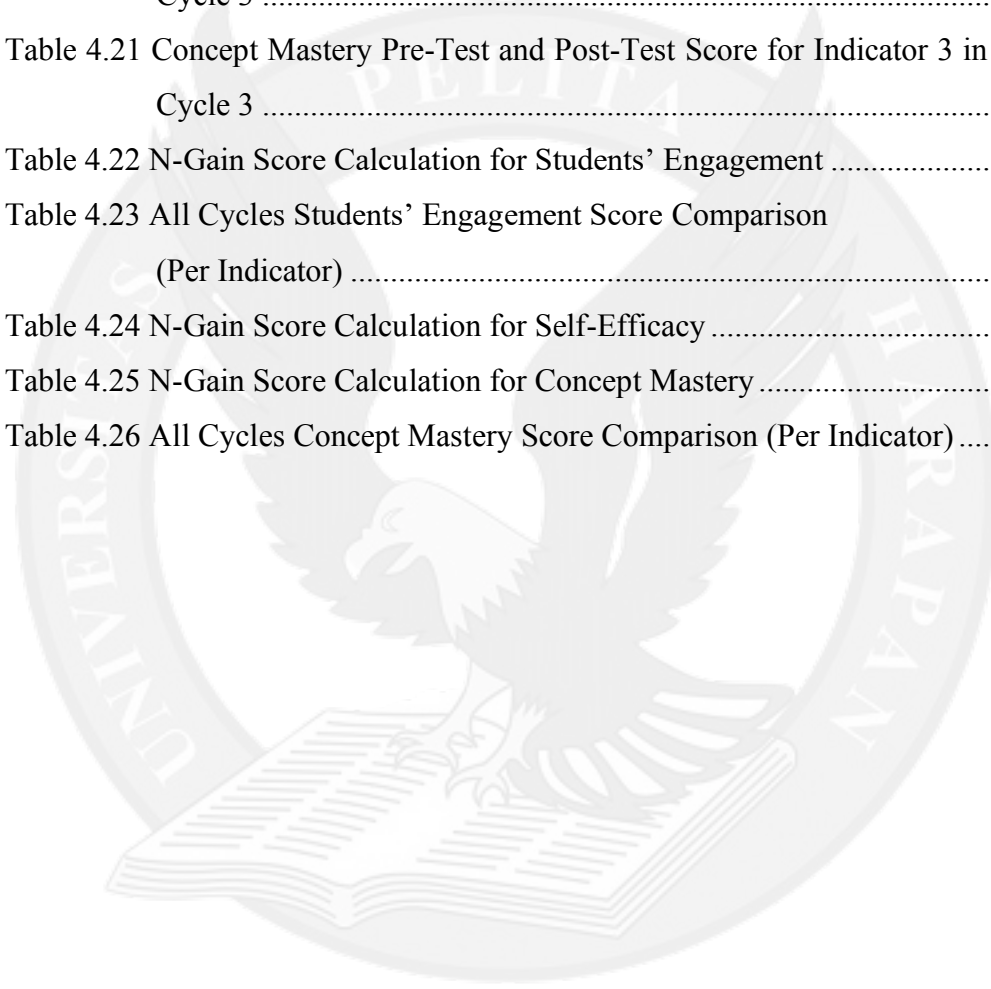 Cycle 3 ..........................................................................................
Table 4.21 Concept Mastery Pre-Test and Post-Test Score for Indicator 3 in
Cycle 3 ..........................................................................................
Table 4.22 N-Gain Score Calculation for Students’ Engagement ...................
Table 4.23 All Cycles Students’ Engagement Score Comparison
(Per Indicator) ...............................................................................
Table 4.24 N-Gain Score Calculation for Self-Efficacy ..................................
Table 4.25 N-Gain Score Calculation for Concept Mastery ............................
Table 4.26 All Cycles Concept Mastery Score Comparison (Per Indicator) ....
UNIVERSITAS PELITA HARAPAN